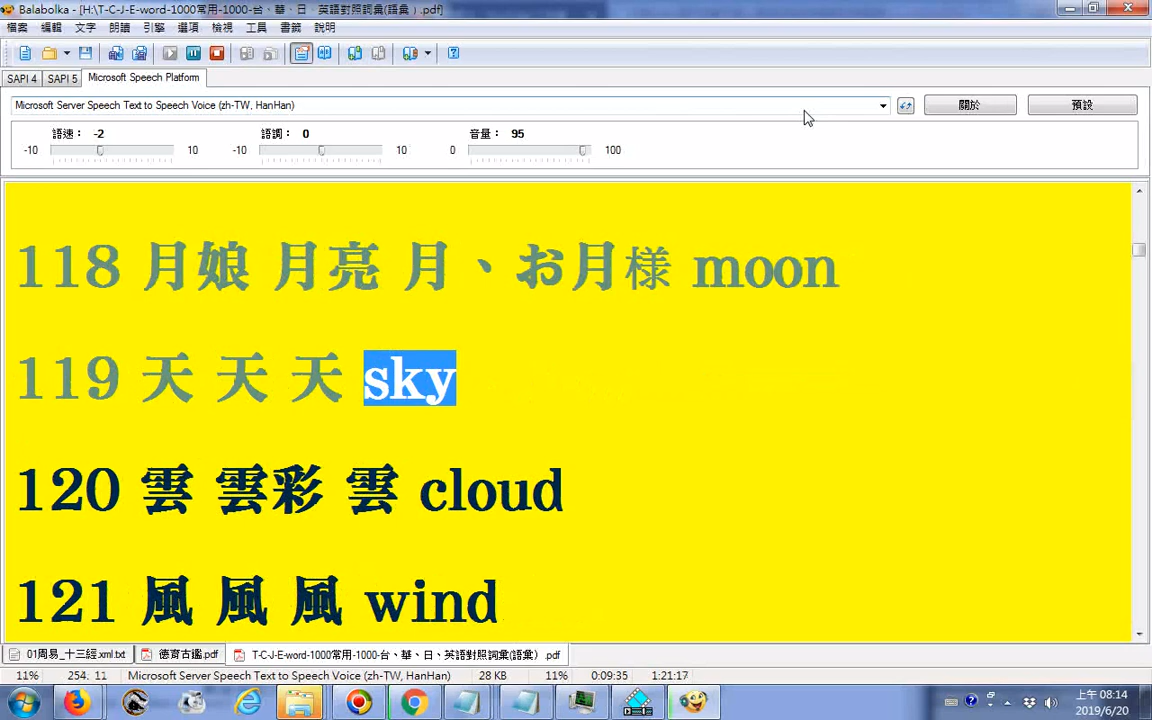 Balabolka - [H:\T-C-J-E-word-1000常用-1000-台、華、日、英語對照詞彙(語彙）.pdf]
檔案 編輯 文字 朗讀 引擎 選項 檢視 工具 書籤 說明
SAPI 4 SAPI 5 Microsoft Speech Platform
Microsoft Server Speech Text to Speech Voice (zh-TW, HanHan) 關於 預設
語速： -2 語調： 0 音量： 95
-10 10 -10 10 0 100
118 月娘 月亮 月、お月様 moon
119 天 天 天 sky
120 雲 雲彩 雲 cloud
121 風 風 風 wind
01周易_十三經.xml.txt 德育古鑑.pdf T-C-J-E-word-1000常用-1000-台、華、日、英語對照詞彙(語彙）.pdf
11% 254. 11 Microsoft Server Speech Text to Speech Voice (zh-TW, HanHan) 28 KB 11% 0:09:35 1:21:17
上午 08:14
2019/6/20